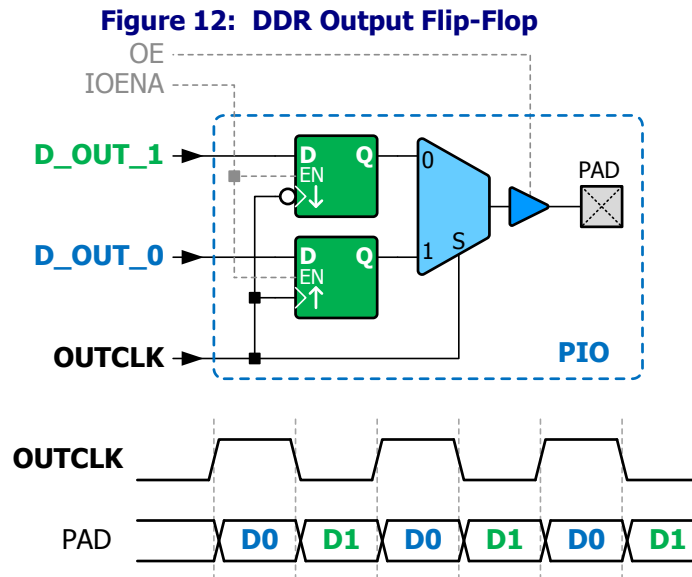 Figure 12: DDR Output Flip-Flop
OE
IOENA
D_OUT_1
D Q
EN
↓
0
PAD
D_OUT_0
D Q
EN
↑
1 S
OUTCLK
PIO
OUTCLK
PAD D0 D1 D0 D1 D0 D1